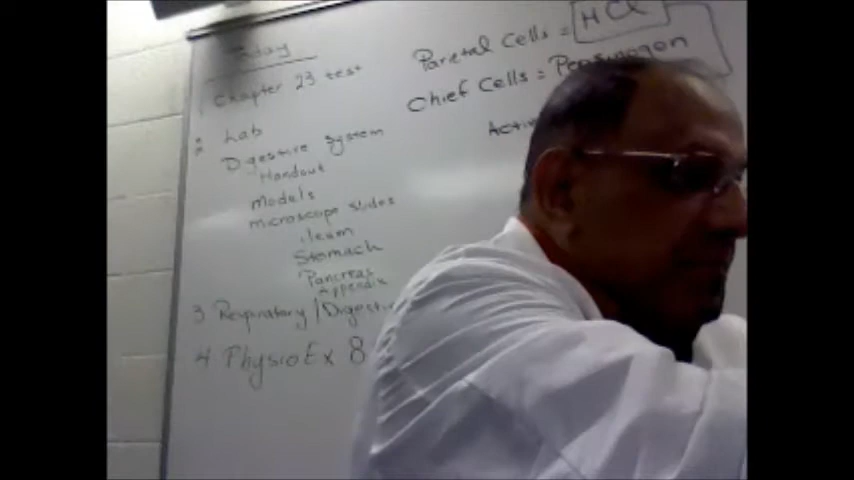 Today
Chapter 23 test
2 Lab
Digestive system
Handout
Models
microscope slides
ileum
Stomach
Pancreas
Appendix
3 Respiratory/Digestiv
4 PhysioEx 8
Parietal Cells = HCl
Chief Cells = Pepsinogen
Activ